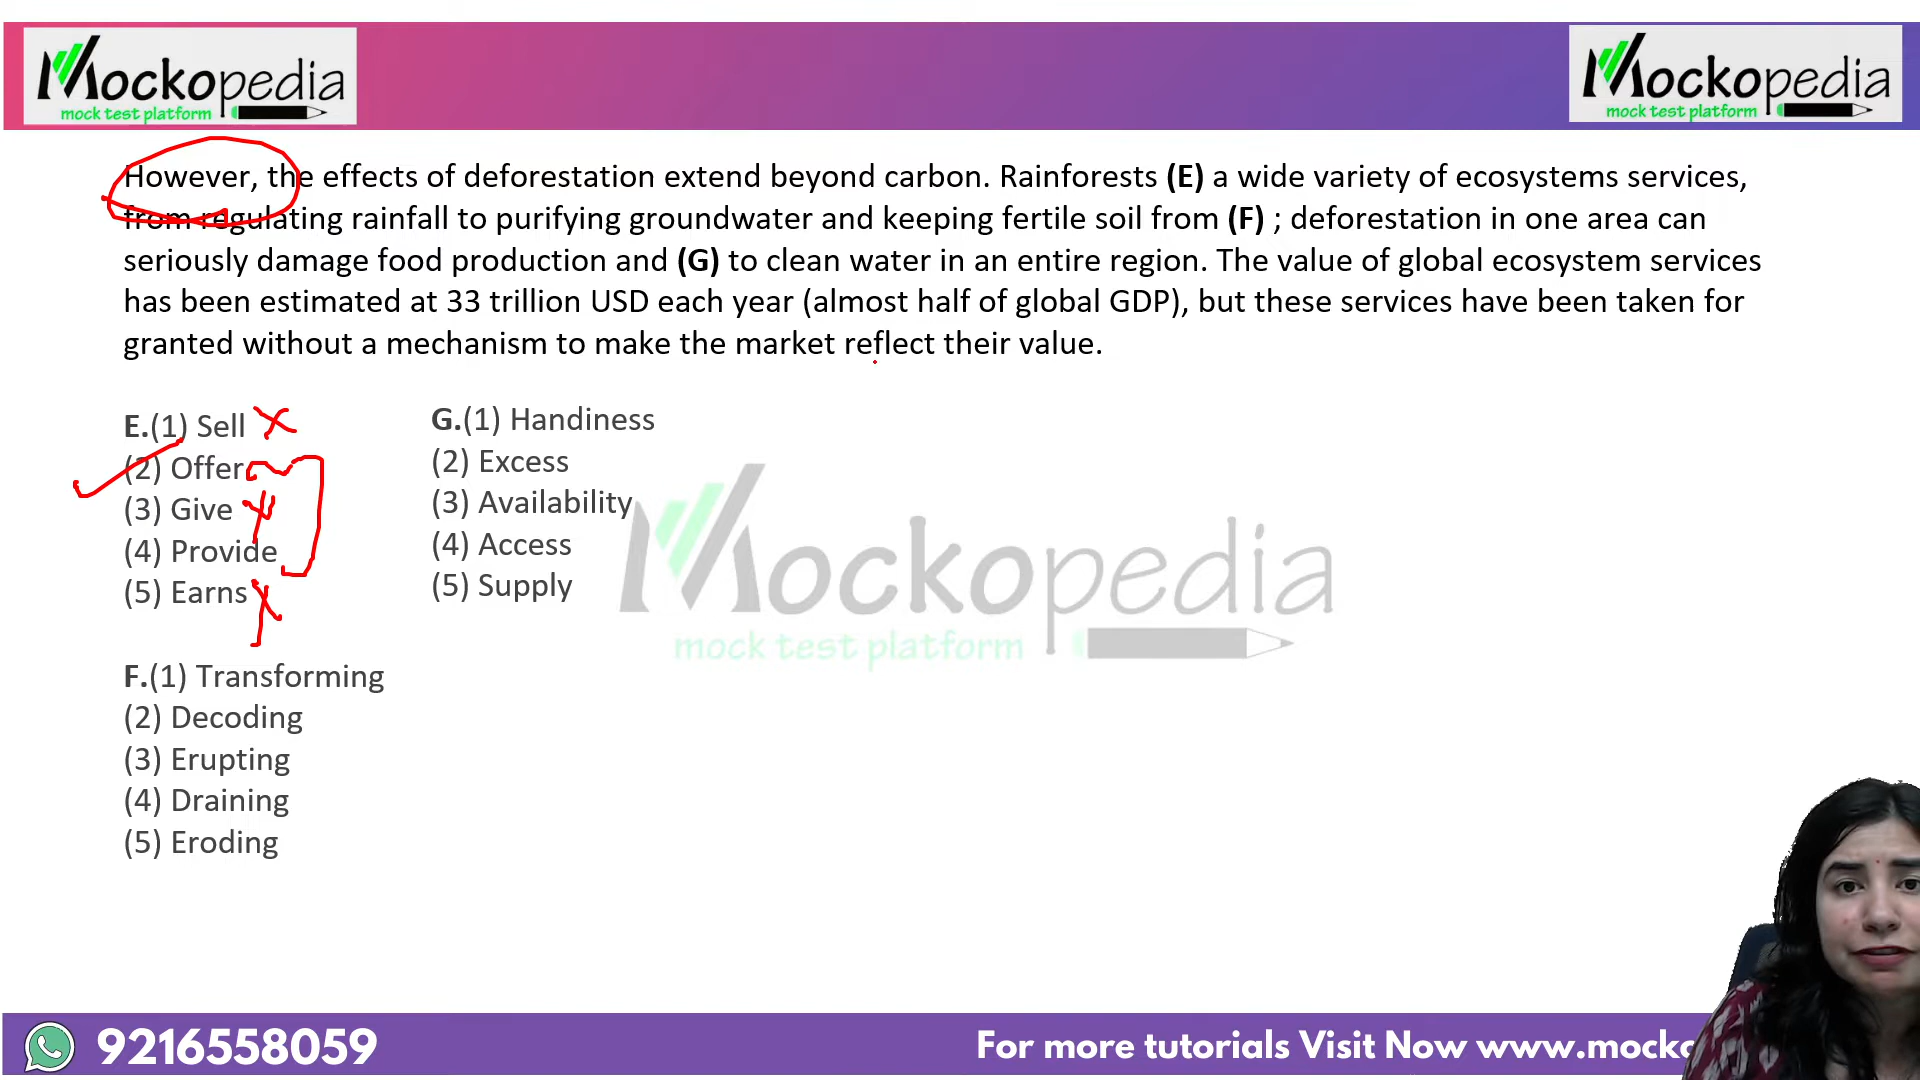 Mockopedia
mock test platform
Mockopedia
mock test platform
However, the effects of deforestation extend beyond carbon. Rainforests (E) a wide variety of ecosystems services,
from regulating rainfall to purifying groundwater and keeping fertile soil from (F) ; deforestation in one area can
seriously damage food production and (G) to clean water in an entire region. The value of global ecosystem services
has been estimated at 33 trillion USD each year (almost half of global GDP), but these services have been taken for
granted without a mechanism to make the market reflect their value.
E.(1) Sell
(2) Offer
(3) Give
(4) Provide
(5) Earns
F.(1) Transforming
(2) Decoding
(3) Erupting
(4) Draining
(5) Eroding
G.(1) Handiness
(2) Excess
(3) Availability
(4) Access
(5) Supply
Mockopedia
mock test platform
9216558059
For more tutorials Visit Now www.mock